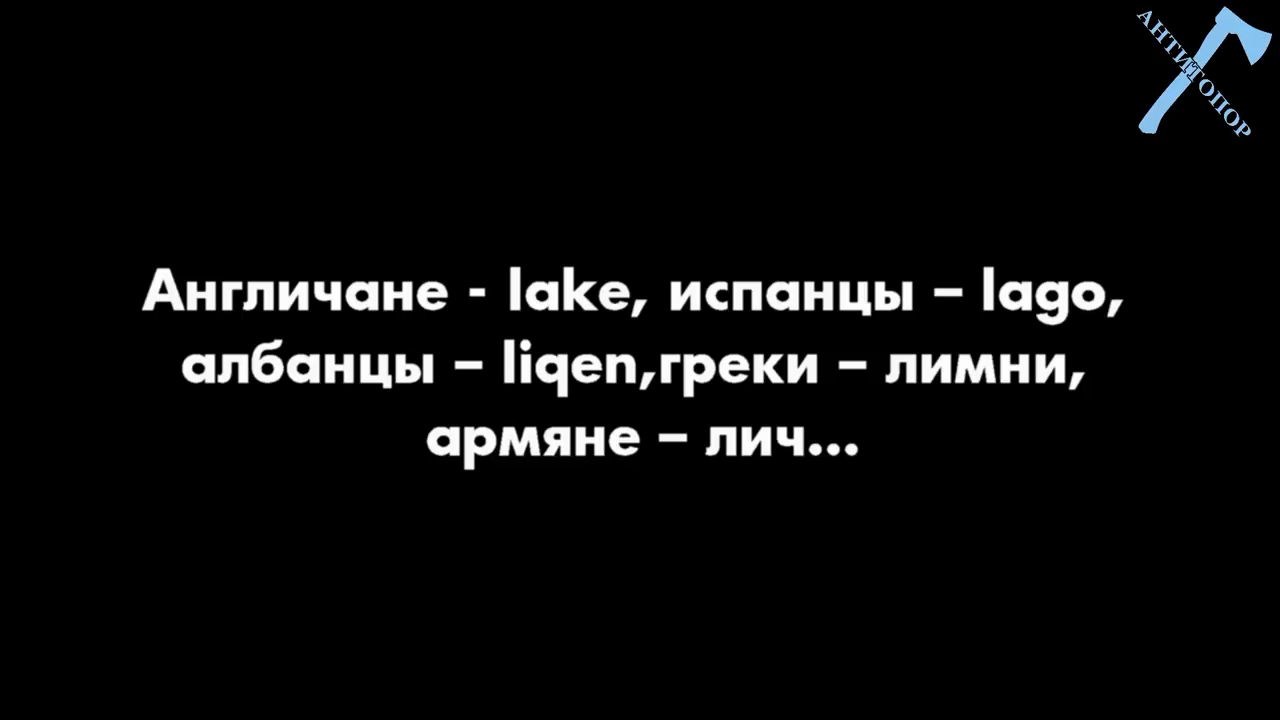 АНТИТОПОР
Англичане - lake, испанцы – lago,
албанцы – liqen,греки – лимни,
армяне – лич...